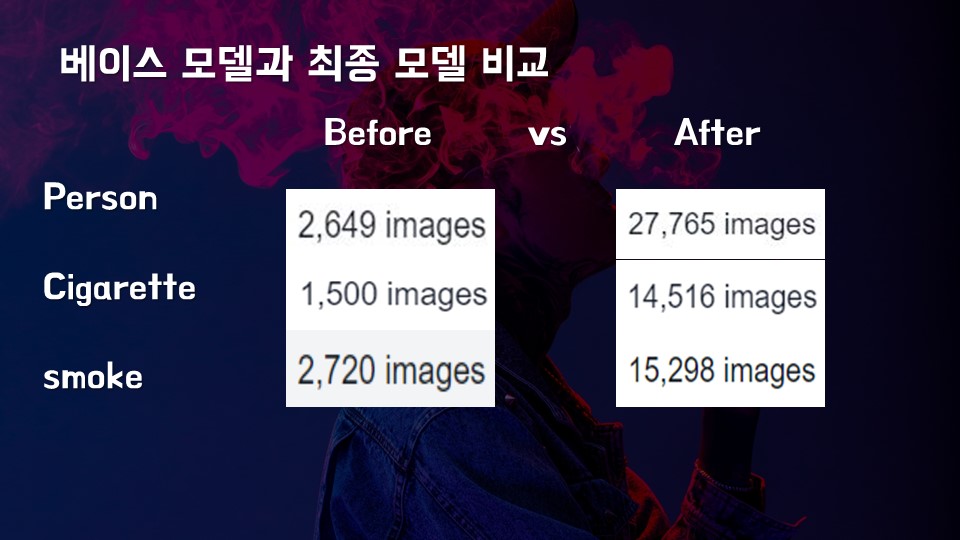 베이스 모델과 최종 모델 비교
Before vs After
Person 2,649 images 27,765 images
Cigarette 1,500 images 14,516 images
smoke 2,720 images 15,298 images